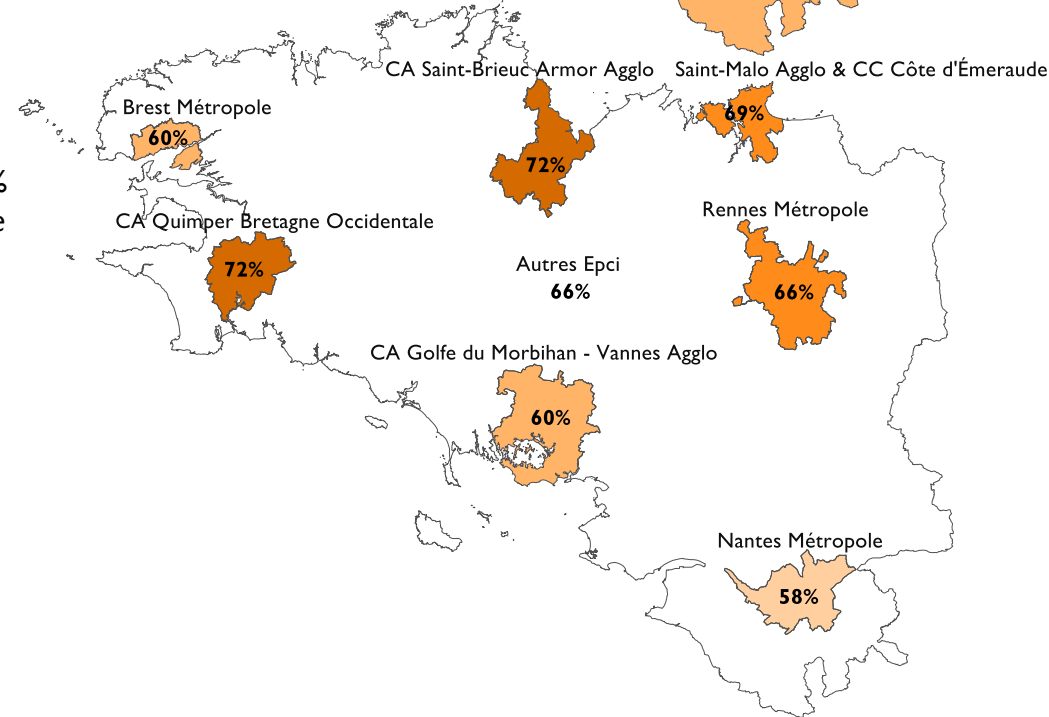 CA Saint-Brieuc Armor Agglo
Saint-Malo Agglo & CC Côte d'Émeraude
Brest Métropole
69%
60%
72%
%
e
CA Quimper Bretagne Occidentale
Rennes Métropole
72%
Autres Epci
66%
66%
CA Golfe du Morbihan - Vannes Agglo
60%
Nantes Métropole
58%